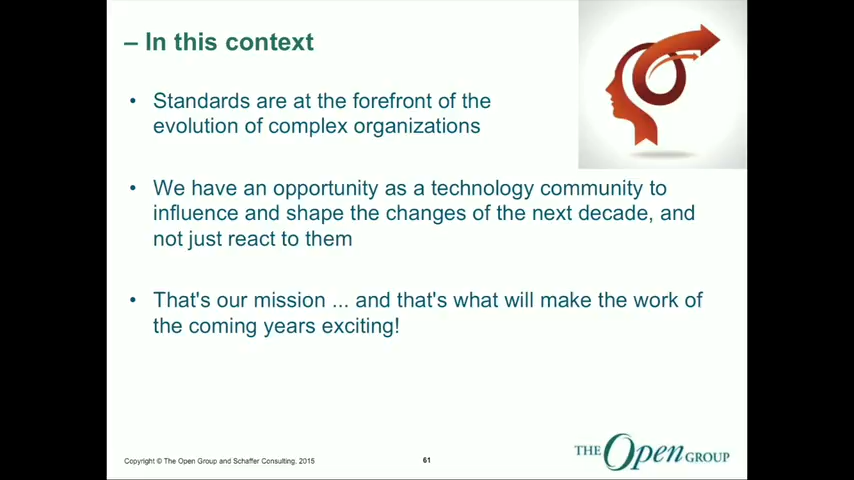 – In this context
• Standards are at the forefront of the
evolution of complex organizations
• We have an opportunity as a technology community to
influence and shape the changes of the next decade, and
not just react to them
• That's our mission ... and that's what will make the work of
the coming years exciting!
Copyright © The Open Group and Schaffer Consulting. 2015
61
THE Open GROUP